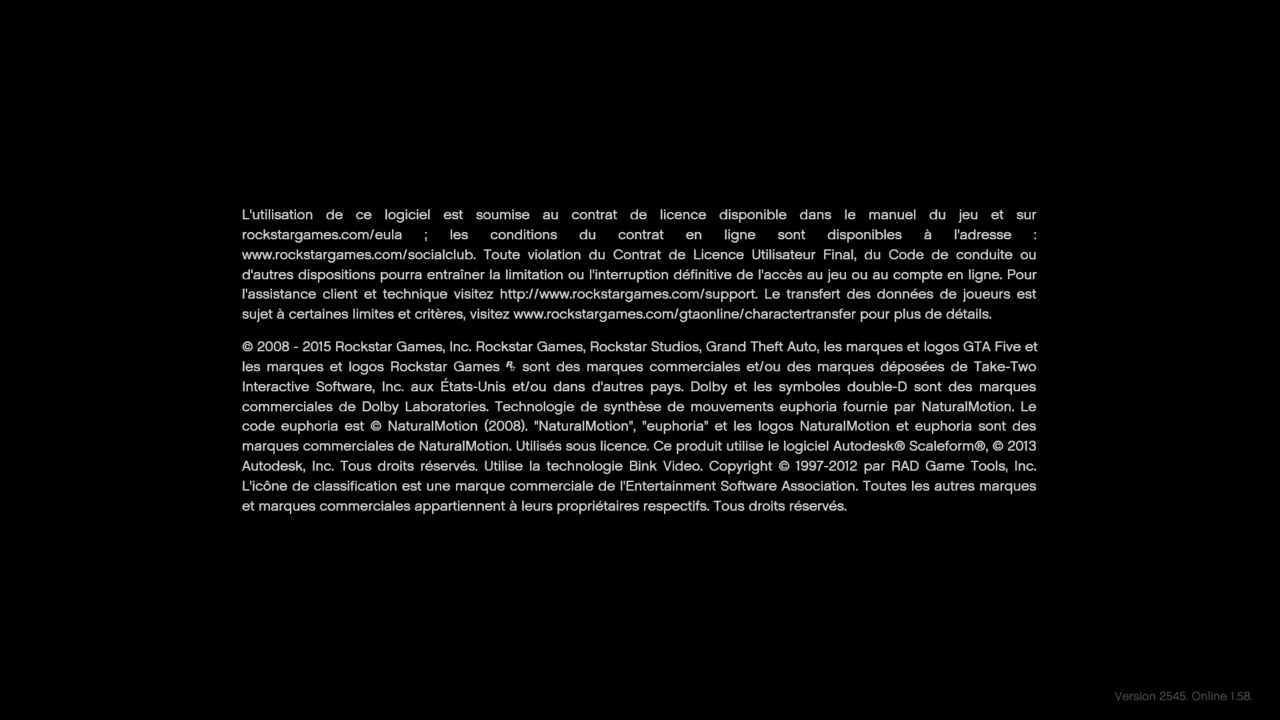 L'utilisation de ce logiciel est soumise au contrat de licence disponible dans le manuel du jeu et sur
rockstargames.com/eula ; les conditions du contrat en ligne sont disponibles à l'adresse :
www.rockstargames.com/socialclub. Toute violation du Contrat de Licence Utilisateur Final, du Code de conduite ou
d'autres dispositions pourra entraîner la limitation ou l'interruption définitive de l'accès au jeu ou au compte en ligne. Pour
l'assistance client et technique visitez http://www.rockstargames.com/support. Le transfert des données de joueurs est
sujet à certaines limites et critères, visitez www.rockstargames.com/gtaonline/charactertransfer pour plus de détails.
© 2008 - 2015 Rockstar Games, Inc. Rockstar Games, Rockstar Studios, Grand Theft Auto, les marques et logos GTA Five et
les marques et logos Rockstar Games R* sont des marques commerciales et/ou des marques déposées de Take-Two
Interactive Software, Inc. aux États-Unis et/ou dans d'autres pays. Dolby et les symboles double-D sont des marques
commerciales de Dolby Laboratories. Technologie de synthèse de mouvements euphoria fournie par NaturalMotion. Le
code euphoria est © NaturalMotion (2008). "NaturalMotion", "euphoria" et les logos NaturalMotion et euphoria sont des
marques commerciales de NaturalMotion. Utilisés sous licence. Ce produit utilise le logiciel Autodesk® Scaleform®, © 2013
Autodesk, Inc. Tous droits réservés. Utilise la technologie Bink Video. Copyright © 1997-2012 par RAD Game Tools, Inc.
L'icône de classification est une marque commerciale de l'Entertainment Software Association. Toutes les autres marques
et marques commerciales appartiennent à leurs propriétaires respectifs. Tous droits réservés.
Version 2545. Online 1.58.